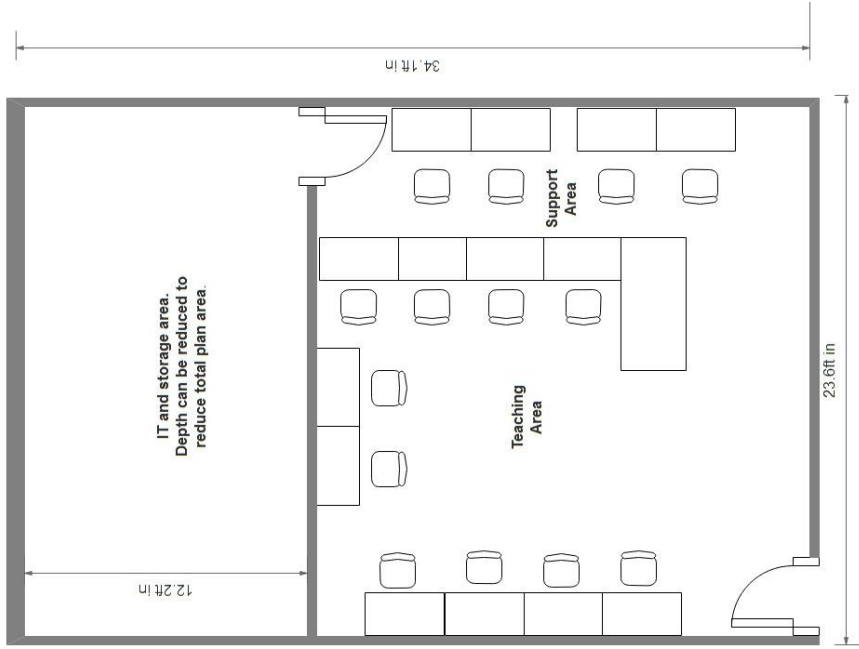 34.1ft in
Support
Area
IT and storage area.
Depth can be reduced to
reduce total plan area.
23.6ft in
Teaching
Area
12.2ft in